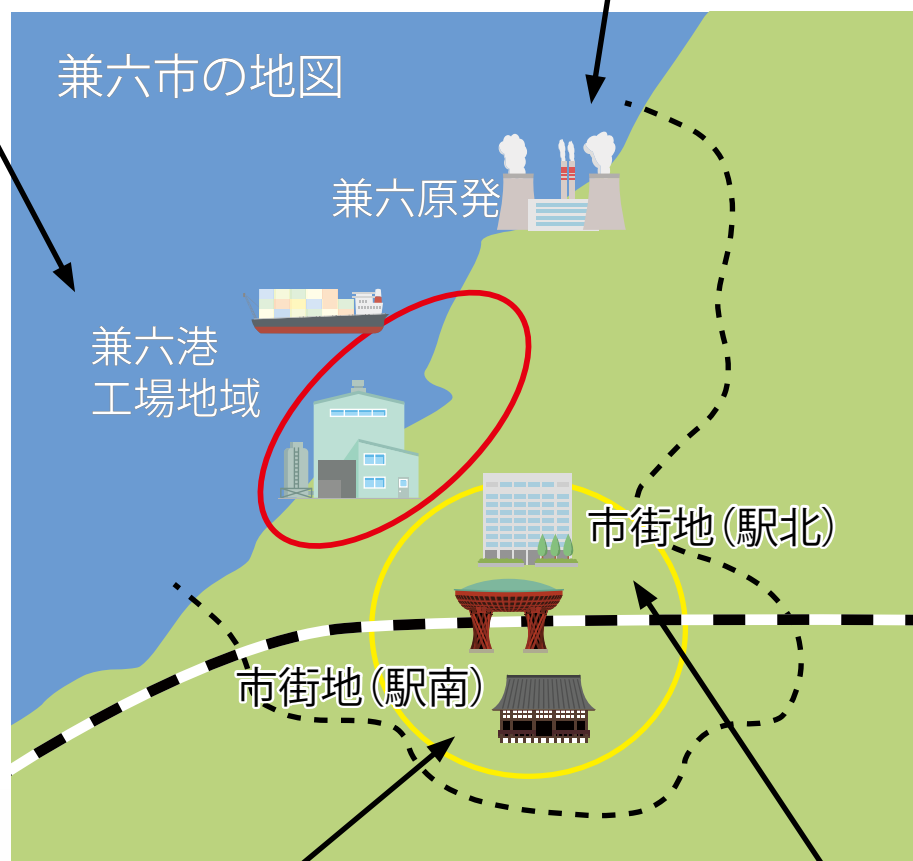 兼六市の地図
兼六原発
兼六港
工場地域
市街地（駅北）
市街地（駅南）